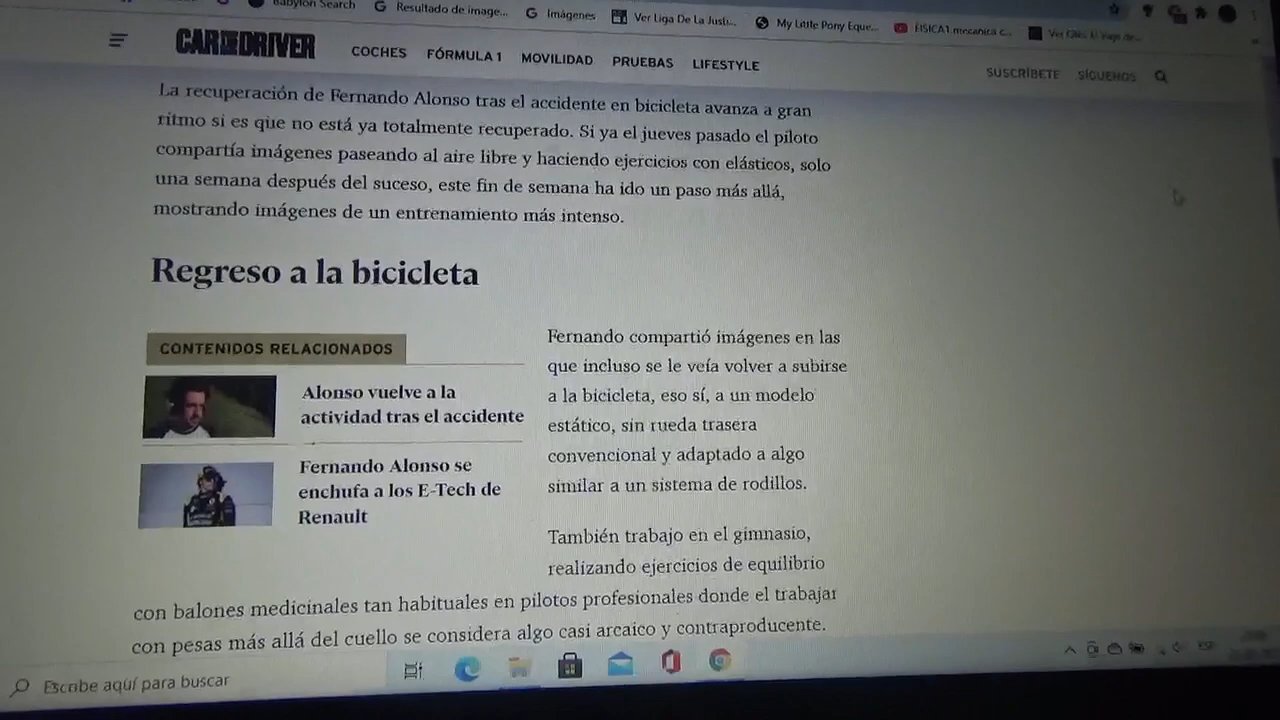 Babylon Search
Resultado de image...
Imágenes
Ver Liga De La Justi...
My Little Pony Eque...
FISICA1 mecanica c...
CAR AND DRIVER
COCHES
FÓRMULA 1
MOVILIDAD
PRUEBAS
LIFESTYLE
SUSCRÍBETE
SÍGUENOS
La recuperación de Fernando Alonso tras el accidente en bicicleta avanza a gran
ritmo si es que no está ya totalmente recuperado. Si ya el jueves pasado el piloto
compartía imágenes paseando al aire libre y haciendo ejercicios con elásticos, solo
una semana después del suceso, este fin de semana ha ido un paso más allá,
mostrando imágenes de un entrenamiento más intenso.
Regreso a la bicicleta
CONTENIDOS RELACIONADOS
Alonso vuelve a la
actividad tras el accidente
Fernando Alonso se
enchufa a los E-Tech de
Renault
Fernando compartió imágenes en las
que incluso se le veía volver a subirse
a la bicicleta, eso sí, a un modelo
estático, sin rueda trasera
convencional y adaptado a algo
similar a un sistema de rodillos.
También trabajo en el gimnasio,
realizando ejercicios de equilibrio
con balones medicinales tan habituales en pilotos profesionales donde el trabajar
con pesas más allá del cuello se considera algo casi arcaico y contraproducente.
Escribe aquí para buscar
ESP